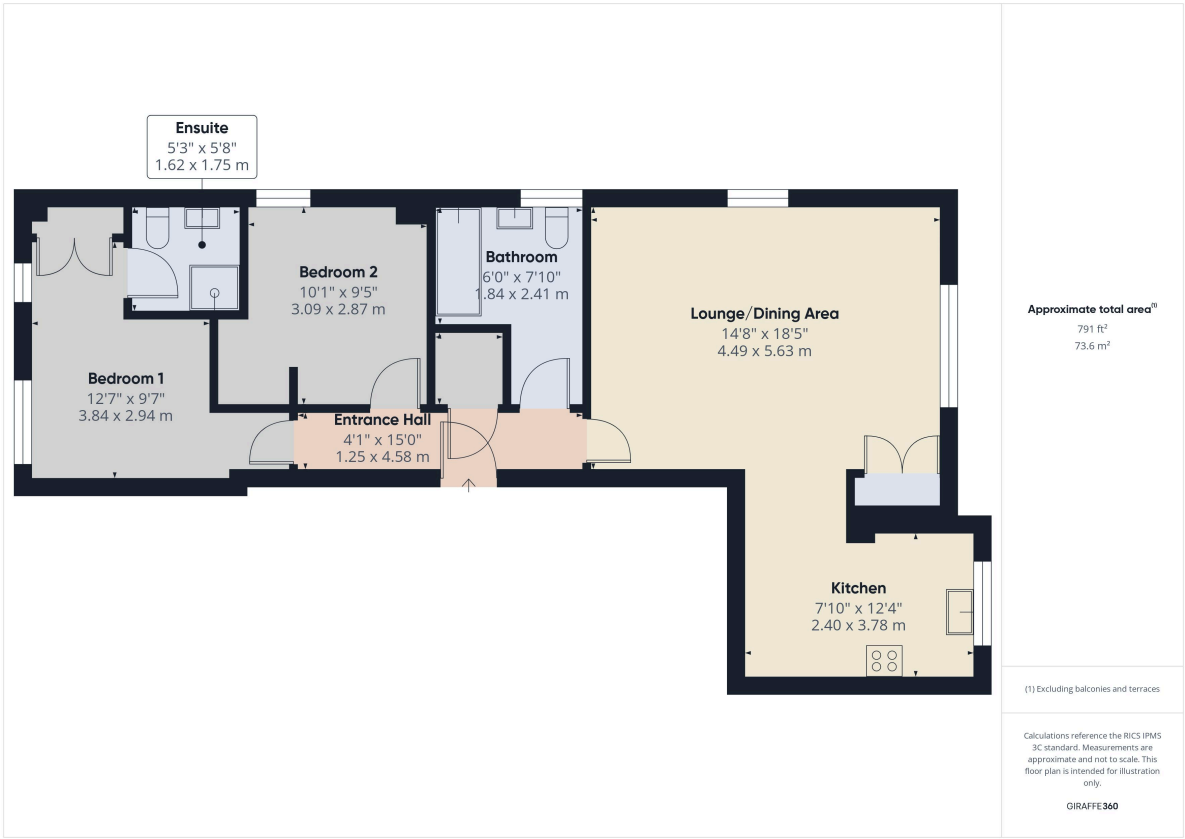 Ensuite
5'3" x 5'8"
1.62 x 1.75 m
Bedroom 2
10'1" x 9'5"
3.09 x 2.87 m
Bathroom
6'0" x 7'10"
1.84 x 2.41 m
Lounge/Dining Area
14'8" x 18'5"
4.49 x 5.63 m
Bedroom 1
12'7" x 9'7"
3.84 x 2.94 m
Entrance Hall
4'1" x 15'0"
1.25 x 4.58 m
Kitchen
7'10" x 12'4"
2.40 x 3.78 m
Approximate total area⁽¹⁾
791 ft²
73.6 m²
(1) Excluding balconies and terraces
Calculations reference the RICS IPMS
3C standard. Measurements are
approximate and not to scale. This
floor plan is intended for illustration
only.
GIRAFFE360